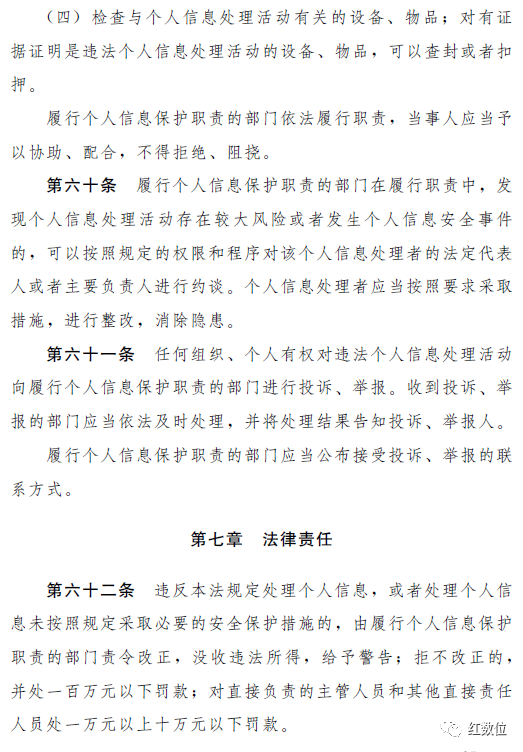 （四）检查与个人信息处理活动有关的设备、物品；对有证
据证明是违法个人信息处理活动的设备、物品，可以查封或者扣
押。
履行个人信息保护职责的部门依法履行职责，当事人应当予
以协助、配合，不得拒绝、阻挠。
第六十条　履行个人信息保护职责的部门在履行职责中，发
现个人信息处理活动存在较大风险或者发生个人信息安全事件
的，可以按照规定的权限和程序对该个人信息处理者的法定代表
人或者主要负责人进行约谈。个人信息处理者应当按照要求采取
措施，进行整改，消除隐患。
第六十一条　任何组织、个人有权对违法个人信息处理活动
向履行个人信息保护职责的部门进行投诉、举报。收到投诉、举
报的部门应当依法及时处理，并将处理结果告知投诉、举报人。
履行个人信息保护职责的部门应当公布接受投诉、举报的联
系方式。
第七章　法律责任
第六十二条　违反本法规定处理个人信息，或者处理个人信
息未按照规定采取必要的安全保护措施的，由履行个人信息保护
职责的部门责令改正，没收违法所得，给予警告；拒不改正的，
并处一百万元以下罚款；对直接负责的主管人员和其他直接责任
人员处一万元以上十万元以下罚款。
红数位